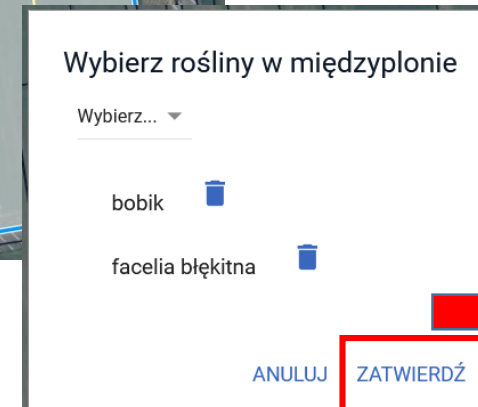 Wybierz rośliny w międzyplonie
Wybierz...
bobik
facelia błękitna
ANULUJ ZATWIERDŹ